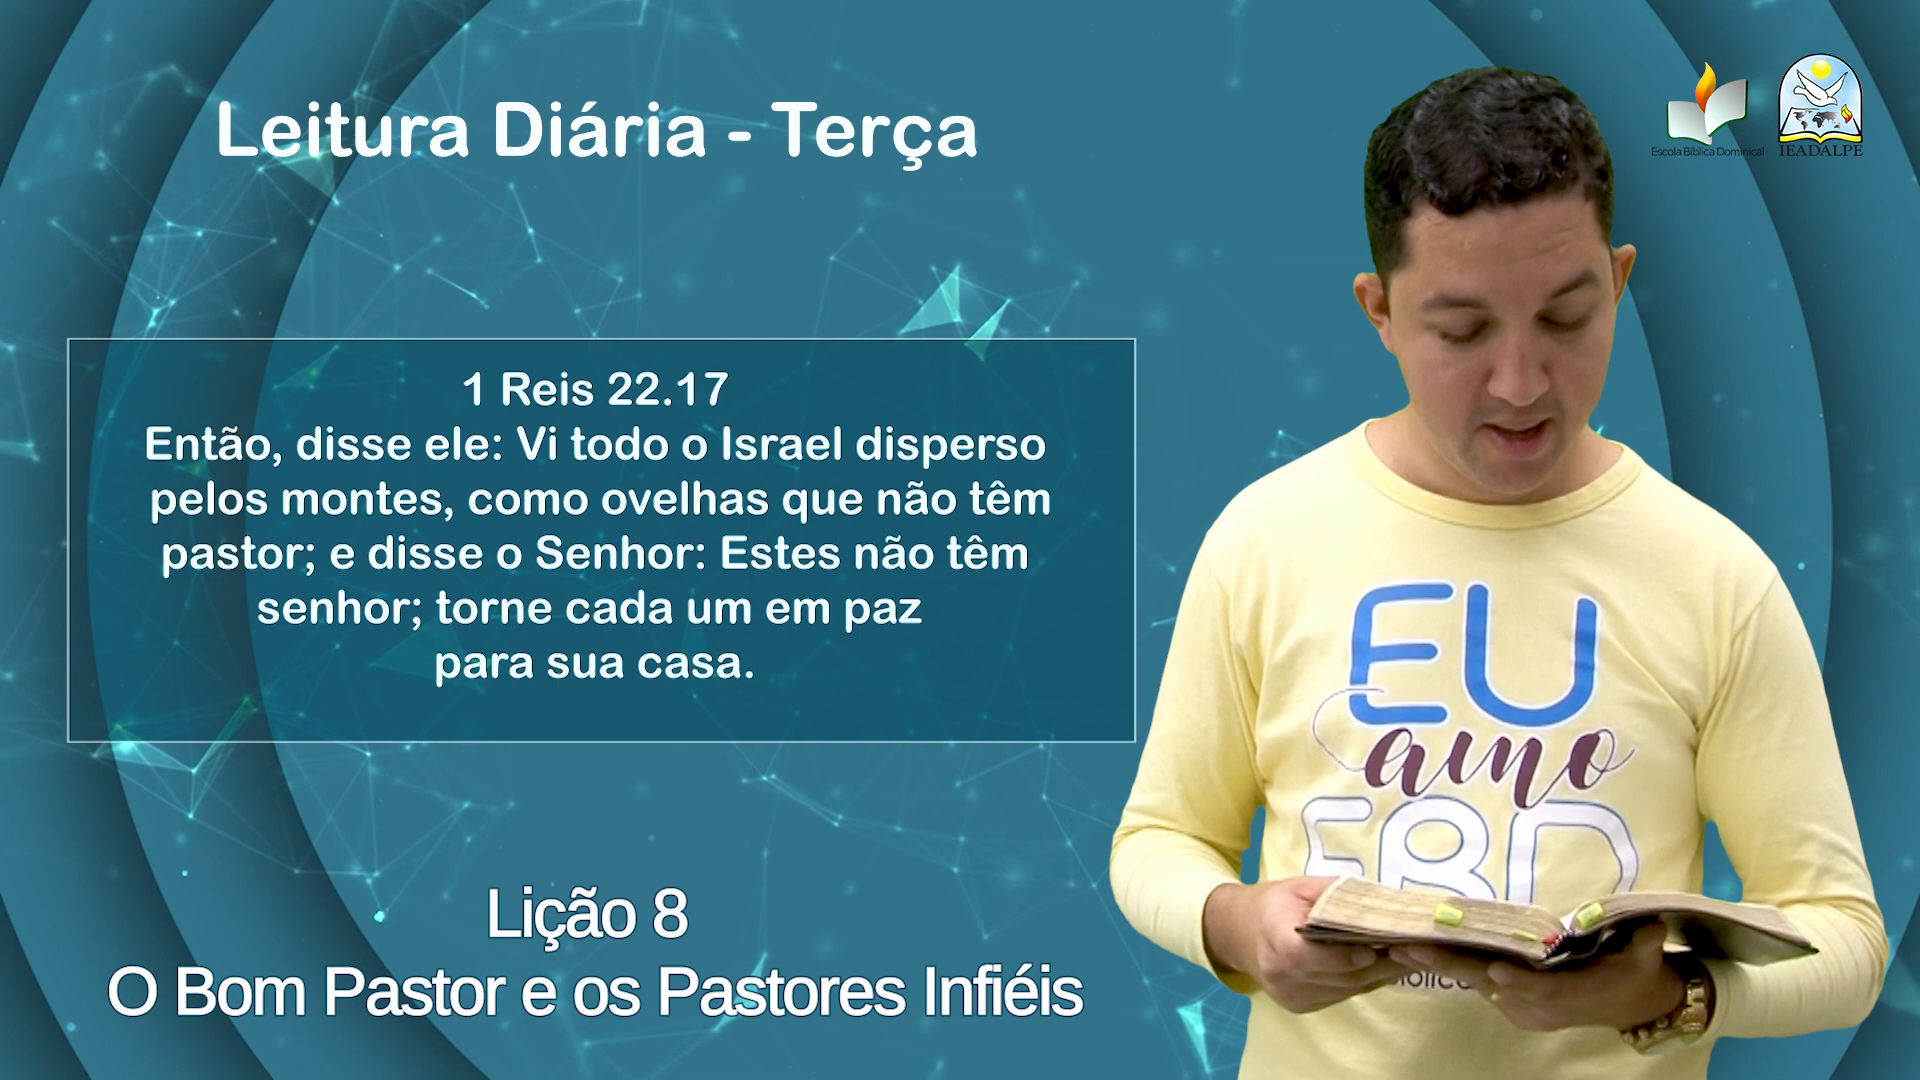 Leitura Diária - Terça
Escola Bíblica Dominical
IEADALPE
1 Reis 22.17
Então, disse ele: Vi todo o Israel disperso
pelos montes, como ovelhas que não têm
pastor; e disse o Senhor: Estes não têm
senhor; torne cada um em paz
para sua casa.
EU
amo
EBD
Lição 8
O Bom Pastor e os Pastores Infiéis